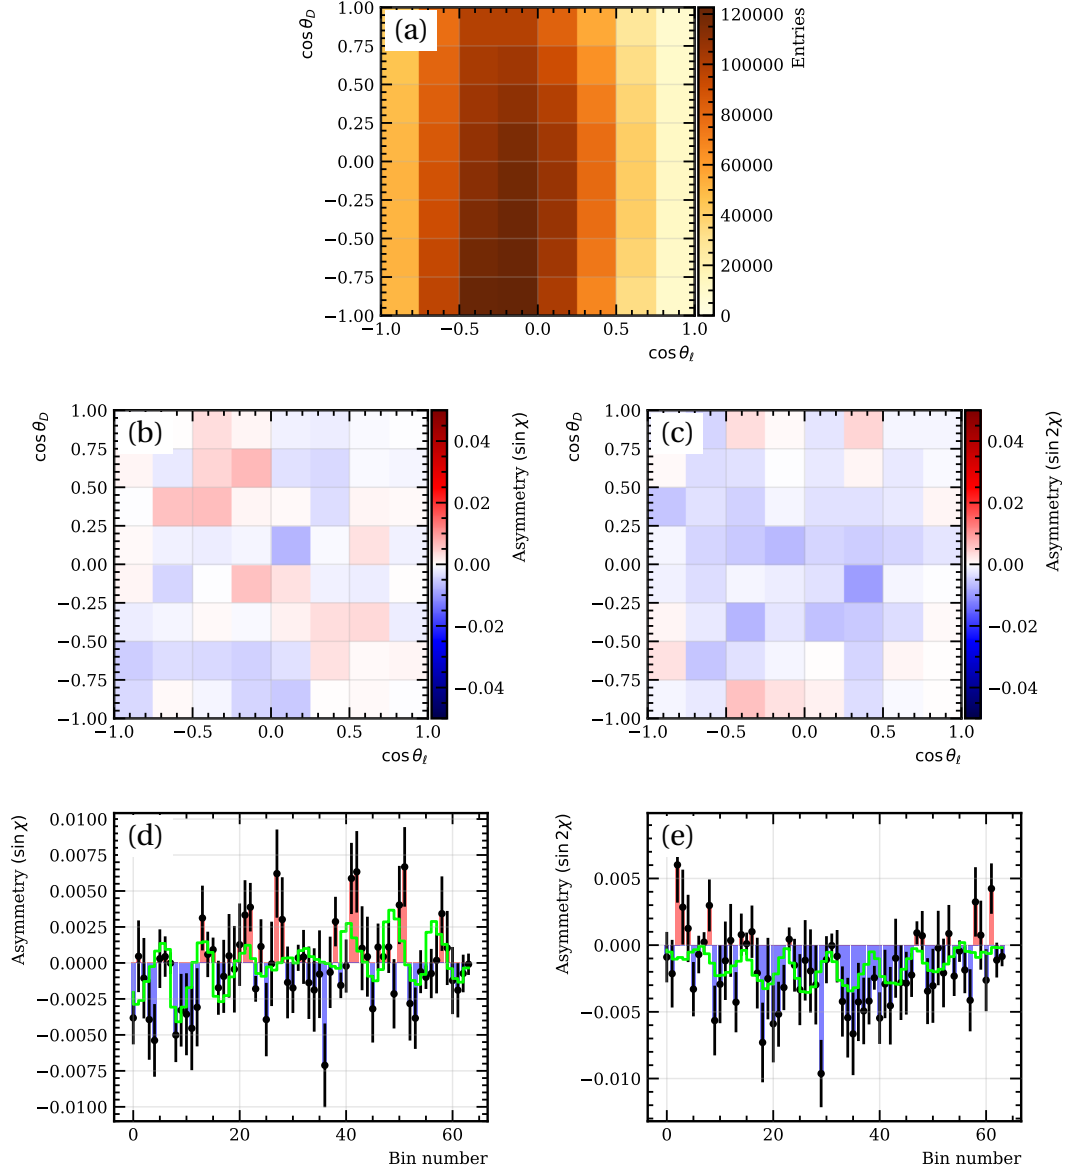 (a)
cos θ_D
1.00
0.75
0.50
0.25
0.00
−0.25
−0.50
−0.75
−1.00
−1.0 −0.5 0.0 0.5 1.0
cos θ_ℓ
120000
100000
80000
60000
40000
20000
0
Entries
(b)
cos θ_D
1.00
0.75
0.50
0.25
0.00
−0.25
−0.50
−0.75
−1.00
−1.0 −0.5 0.0 0.5 1.0
cos θ_ℓ
0.04
0.02
0.00
−0.02
−0.04
Asymmetry (sin χ)
(c)
cos θ_D
1.00
0.75
0.50
0.25
0.00
−0.25
−0.50
−0.75
−1.00
−1.0 −0.5 0.0 0.5 1.0
cos θ_ℓ
0.04
0.02
0.00
−0.02
−0.04
Asymmetry (sin 2χ)
(d)
Asymmetry (sin χ)
0.0100
0.0075
0.0050
0.0025
0.0000
−0.0025
−0.0050
−0.0075
−0.0100
0 20 40 60
Bin number
(e)
Asymmetry (sin 2χ)
0.005
0.000
−0.005
−0.010
0 20 40 60
Bin number